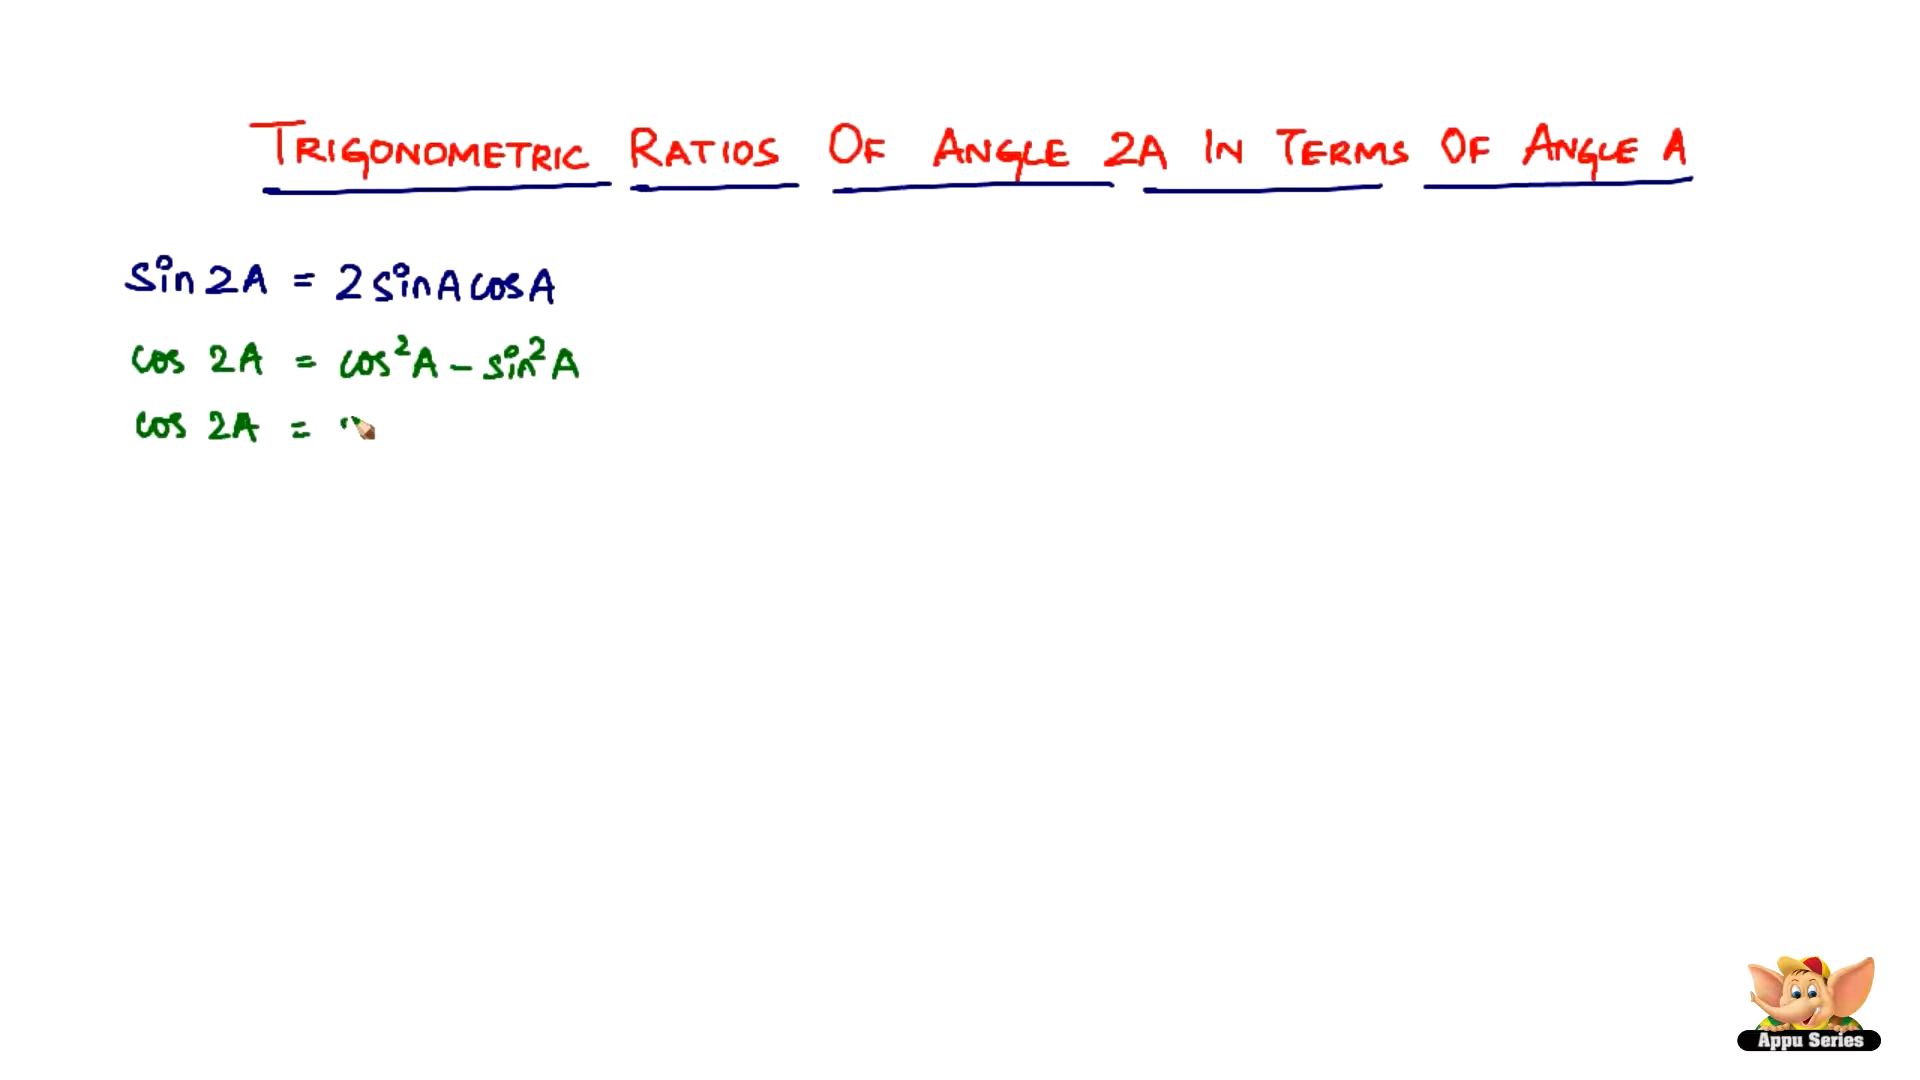 TRIGONOMETRIC RATIOS OF ANGLE 2A IN TERMS OF ANGLE A
sin 2A = 2 sinA cosA
cos 2A = cos²A - sin²A
cos 2A =
Appu Series